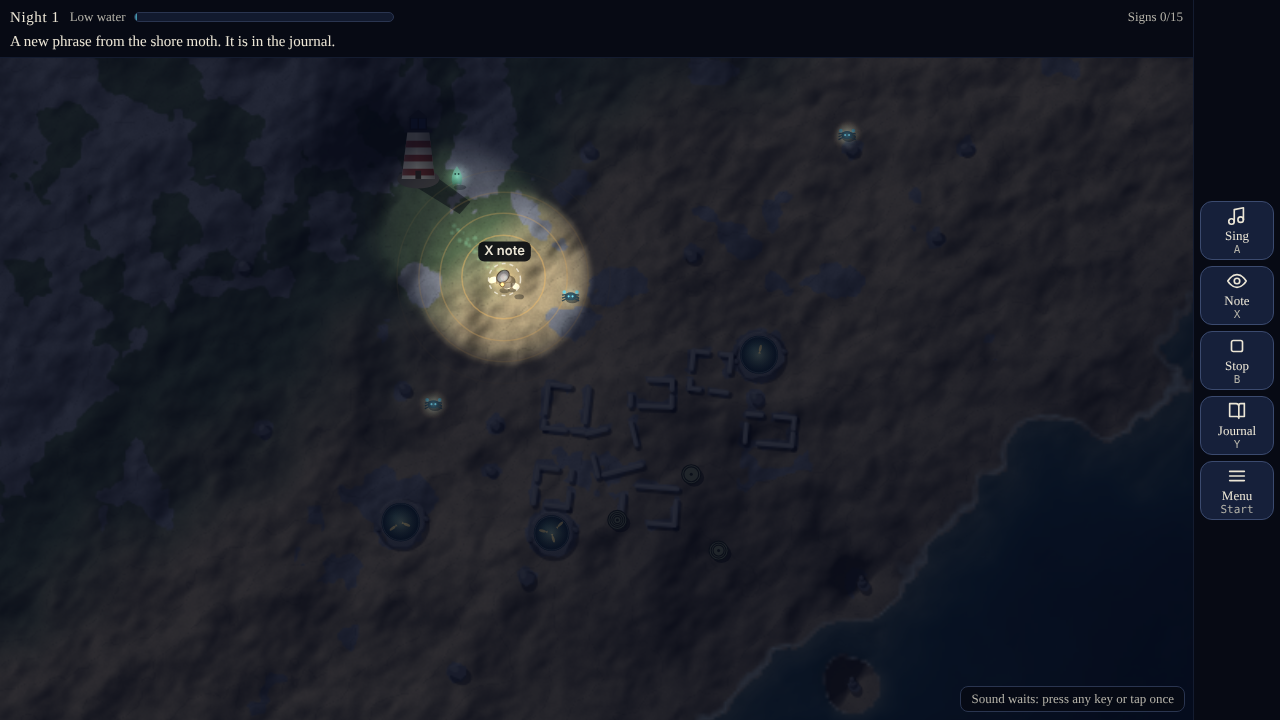 Night 1 Low water Signs 0/15
A new phrase from the shore moth. It is in the journal.
X note
Sing
A
Note
X
Stop
B
Journal
Y
Menu
Start
Sound waits: press any key or tap once